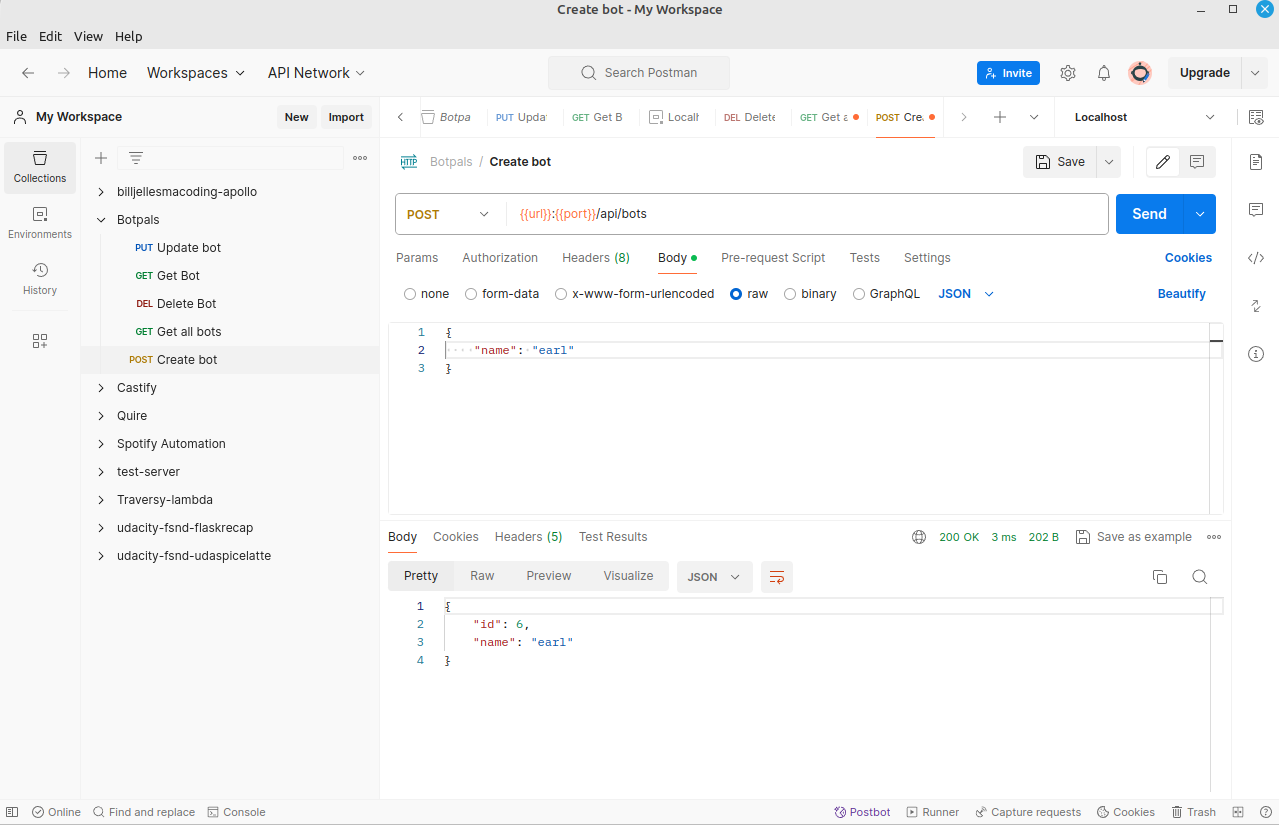 Create bot - My Workspace
File Edit View Help
Home Workspaces API Network Search Postman Invite Upgrade
My Workspace New Import Botpa PUT Upda GET Get B Localh DEL Delete GET Get a POST Cre Localhost
Collections
Environments
History
billjellesmacoding-apollo
Botpals
PUT Update bot
GET Get Bot
DEL Delete Bot
GET Get all bots
POST Create bot
Castify
Quire
Spotify Automation
test-server
Traversy-lambda
udacity-fsnd-flaskrecap
udacity-fsnd-udaspicelatte
HTTP Botpals / Create bot Save
POST {{url}}:{{port}}/api/bots Send
Params Authorization Headers (8) Body Pre-request Script Tests Settings Cookies
none form-data x-www-form-urlencoded raw binary GraphQL JSON Beautify
1 {
2 ····"name":·"earl"
3 }
Body Cookies Headers (5) Test Results 200 OK 3 ms 202 B Save as example
Pretty Raw Preview Visualize JSON
1 {
2 "id": 6,
3 "name": "earl"
4 }
Online Find and replace Console Postbot Runner Capture requests Cookies Trash